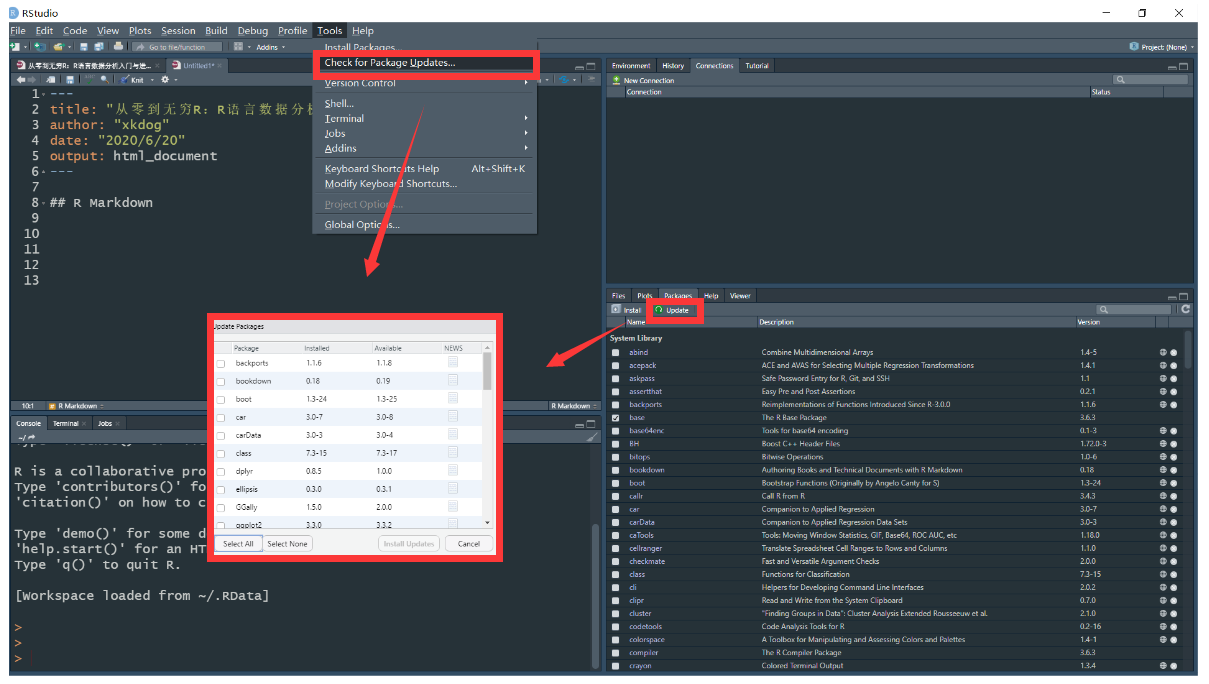 RStudio
File Edit Code View Plots Session Build Debug Profile Tools Help
Go to file/function Addins Project: (None)
Install Packages...
Check for Package Updates...
Version Control
Shell...
Terminal
Jobs
Addins
Keyboard Shortcuts Help Alt+Shift+K
Modify Keyboard Shortcuts...
Project Options...
Global Options...
从零到无穷R：R语言数据分析入门与进... Untitled1*
Knit
1 ---
2 title: "从零到无穷R：R语言数据分析
3 author: "xkdog"
4 date: "2020/6/20"
5 output: html_document
6 ---
7
8 ## R Markdown
9
10
11
12
13
10:1 R Markdown R Markdown
Console Terminal Jobs
~/
R is a collaborative pro
Type 'contributors()' fo
'citation()' on how to c
Type 'demo()' for some d
'help.start()' for an HT
Type 'q()' to quit R.
[Workspace loaded from ~/.RData]
>
>
>
Update Packages
Package Installed Available NEWS
backports 1.1.6 1.1.8
bookdown 0.18 0.19
boot 1.3-24 1.3-25
car 3.0-7 3.0-8
carData 3.0-3 3.0-4
class 7.3-15 7.3-17
dplyr 0.8.5 1.0.0
ellipsis 0.3.0 0.3.1
GGally 1.5.0 2.0.0
ggplot2 3.3.0 3.3.2
Select All Select None Install Updates Cancel
Environment History Connections Tutorial
New Connection
Connection Status
Files Plots Packages Help Viewer
Install Update
Name Description Version
System Library
abind Combine Multidimensional Arrays 1.4-5
acepack ACE and AVAS for Selecting Multiple Regression Transformations 1.4.1
askpass Safe Password Entry for R, Git, and SSH 1.1
assertthat Easy Pre and Post Assertions 0.2.1
backports Reimplementations of Functions Introduced Since R-3.0.0 1.1.6
base The R Base Package 3.6.3
base64enc Tools for base64 encoding 0.1-3
BH Boost C++ Header Files 1.72.0-3
bitops Bitwise Operations 1.0-6
bookdown Authoring Books and Technical Documents with R Markdown 0.18
boot Bootstrap Functions (Originally by Angelo Canty for S) 1.3-24
callr Call R from R 3.4.3
car Companion to Applied Regression 3.0-7
carData Companion to Applied Regression Data Sets 3.0-3
caTools Tools: Moving Window Statistics, GIF, Base64, ROC AUC, etc 1.18.0
cellranger Translate Spreadsheet Cell Ranges to Rows and Columns 1.1.0
checkmate Fast and Versatile Argument Checks 2.0.0
class Functions for Classification 7.3-15
cli Helpers for Developing Command Line Interfaces 2.0.2
clipr Read and Write from the System Clipboard 0.7.0
cluster "Finding Groups in Data": Cluster Analysis Extended Rousseeuw et al. 2.1.0
codetools Code Analysis Tools for R 0.2-16
colorspace A Toolbox for Manipulating and Assessing Colors and Palettes 1.4-1
compiler The R Compiler Package 3.6.3
crayon Colored Terminal Output 1.3.4